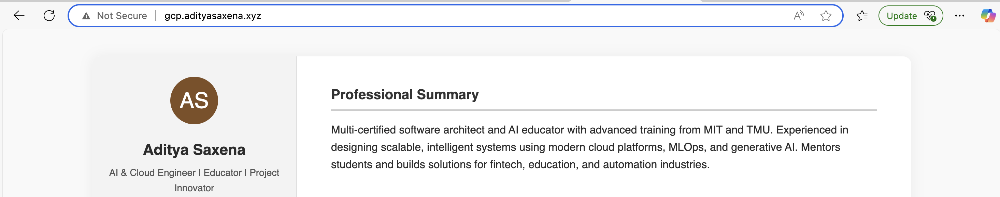 Not Secure
gcp.adityasaxena.xyz
Update
AS
Aditya Saxena
AI & Cloud Engineer | Educator | Project
Innovator
Professional Summary
Multi-certified software architect and AI educator with advanced training from MIT and TMU. Experienced in
designing scalable, intelligent systems using modern cloud platforms, MLOps, and generative AI. Mentors
students and builds solutions for fintech, education, and automation industries.